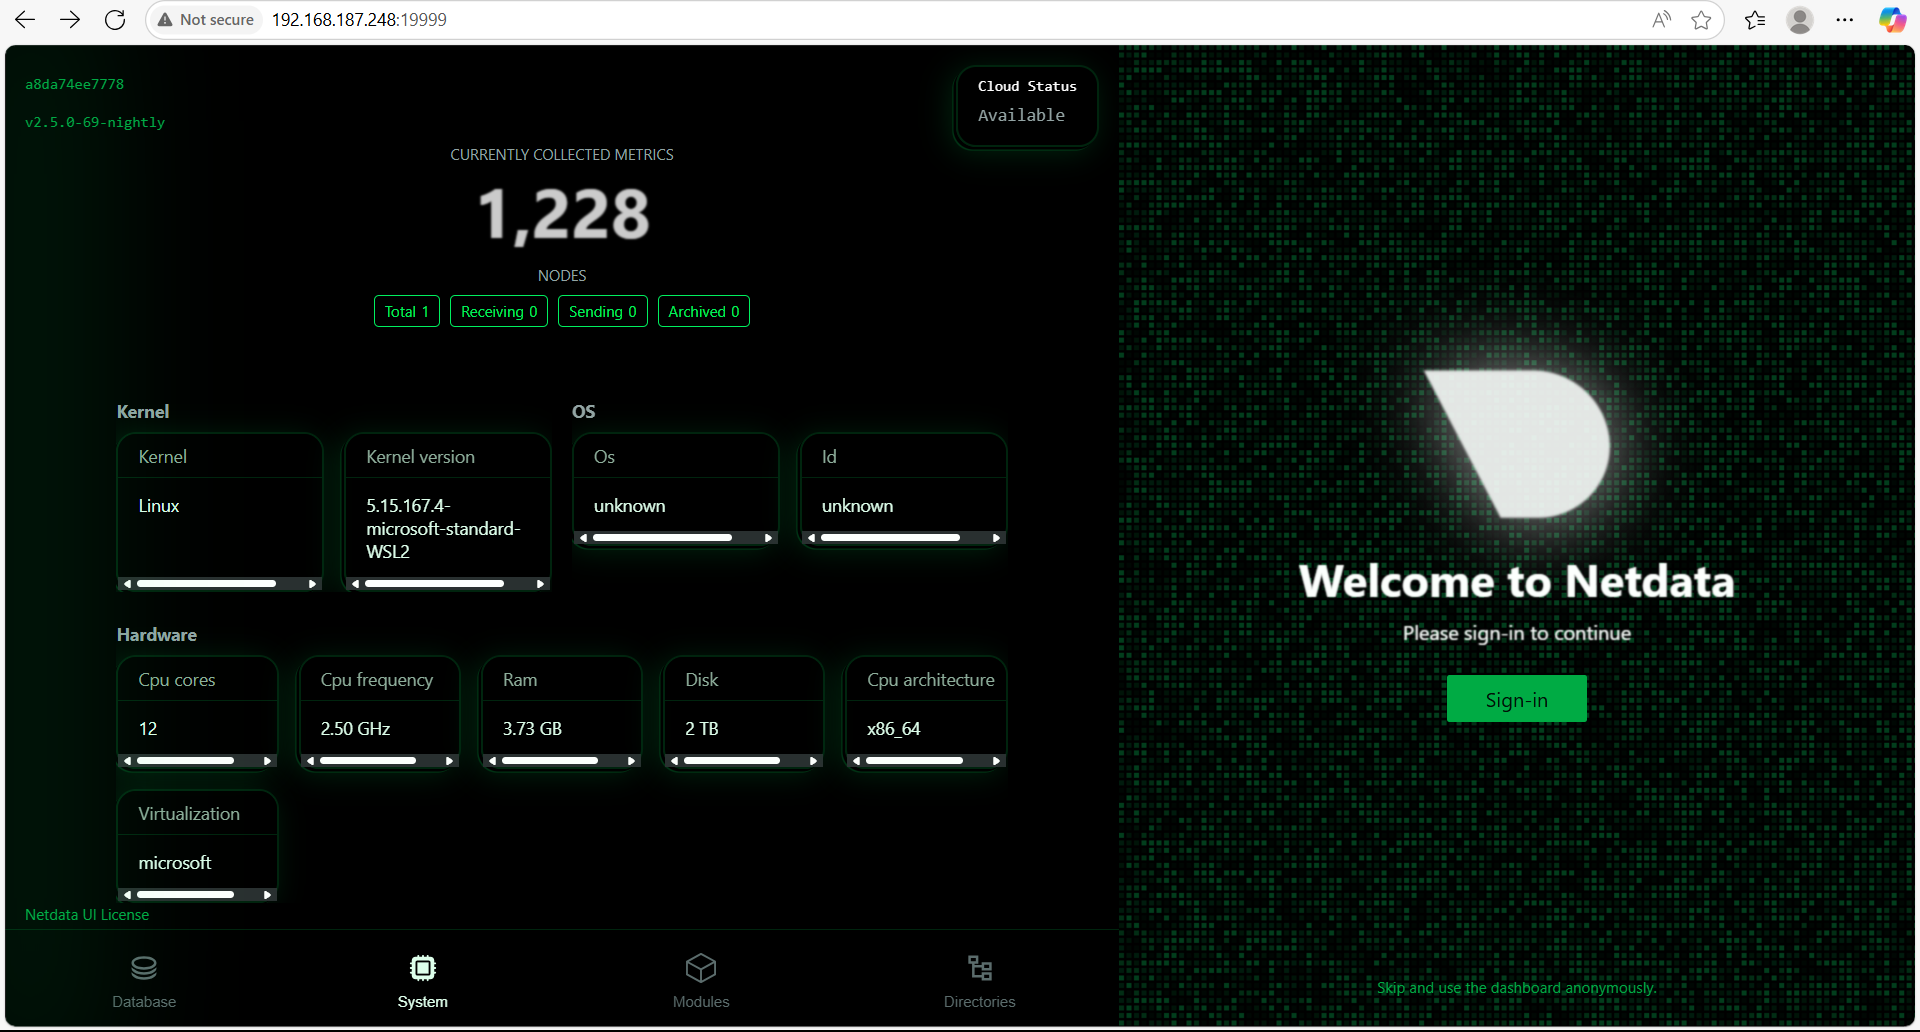 Not secure 192.168.187.248:19999
a8da74ee7778
v2.5.0-69-nightly
Cloud Status
Available
CURRENTLY COLLECTED METRICS
1,228
NODES
Total 1 Receiving 0 Sending 0 Archived 0
Kernel
Kernel
Linux
Kernel version
5.15.167.4-
microsoft-standard-
WSL2
OS
Os
unknown
Id
unknown
Hardware
Cpu cores
12
Cpu frequency
2.50 GHz
Ram
3.73 GB
Disk
2 TB
Cpu architecture
x86_64
Virtualization
microsoft
Netdata UI License
Database System Modules Directories
Welcome to Netdata
Please sign-in to continue
Sign-in
Skip and use the dashboard anonymously.